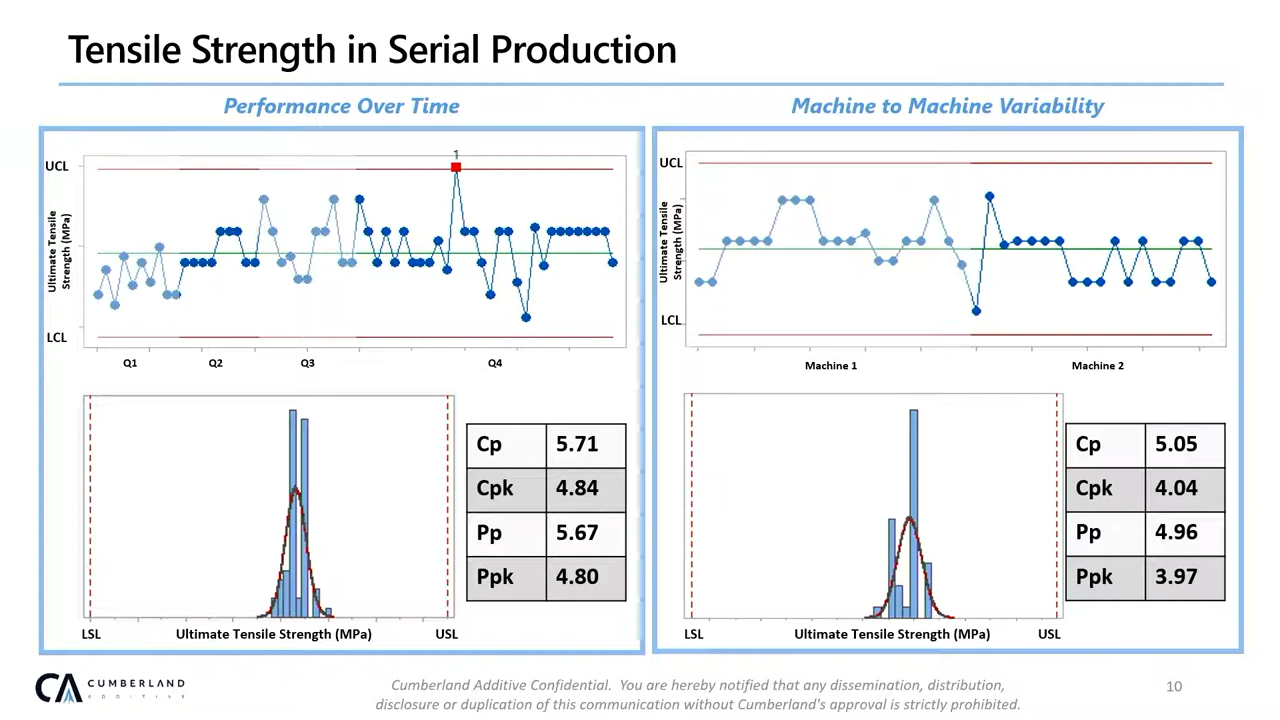 Tensile Strength in Serial Production
Performance Over Time
UCL
1
Ultimate Tensile
Strength (MPa)
LCL
Q1
Q2
Q3
Q4
LSL
Ultimate Tensile Strength (MPa)
USL
Cp 5.71
Cpk 4.84
Pp 5.67
Ppk 4.80
Machine to Machine Variability
UCL
Ultimate Tensile
Strength (MPa)
LCL
Machine 1
Machine 2
LSL
Ultimate Tensile Strength (MPa)
USL
Cp 5.05
Cpk 4.04
Pp 4.96
Ppk 3.97
CA
CUMBERLAND
ADDITIVE
Cumberland Additive Confidential. You are hereby notified that any dissemination, distribution,
disclosure or duplication of this communication without Cumberland's approval is strictly prohibited.
10